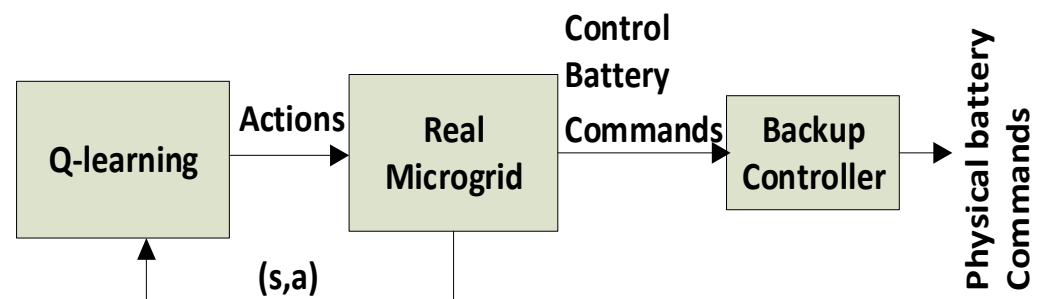 Q-learning
Actions
Real
Microgrid
Control
Battery
Commands
Backup
Controller
Physical battery
Commands
(s,a)